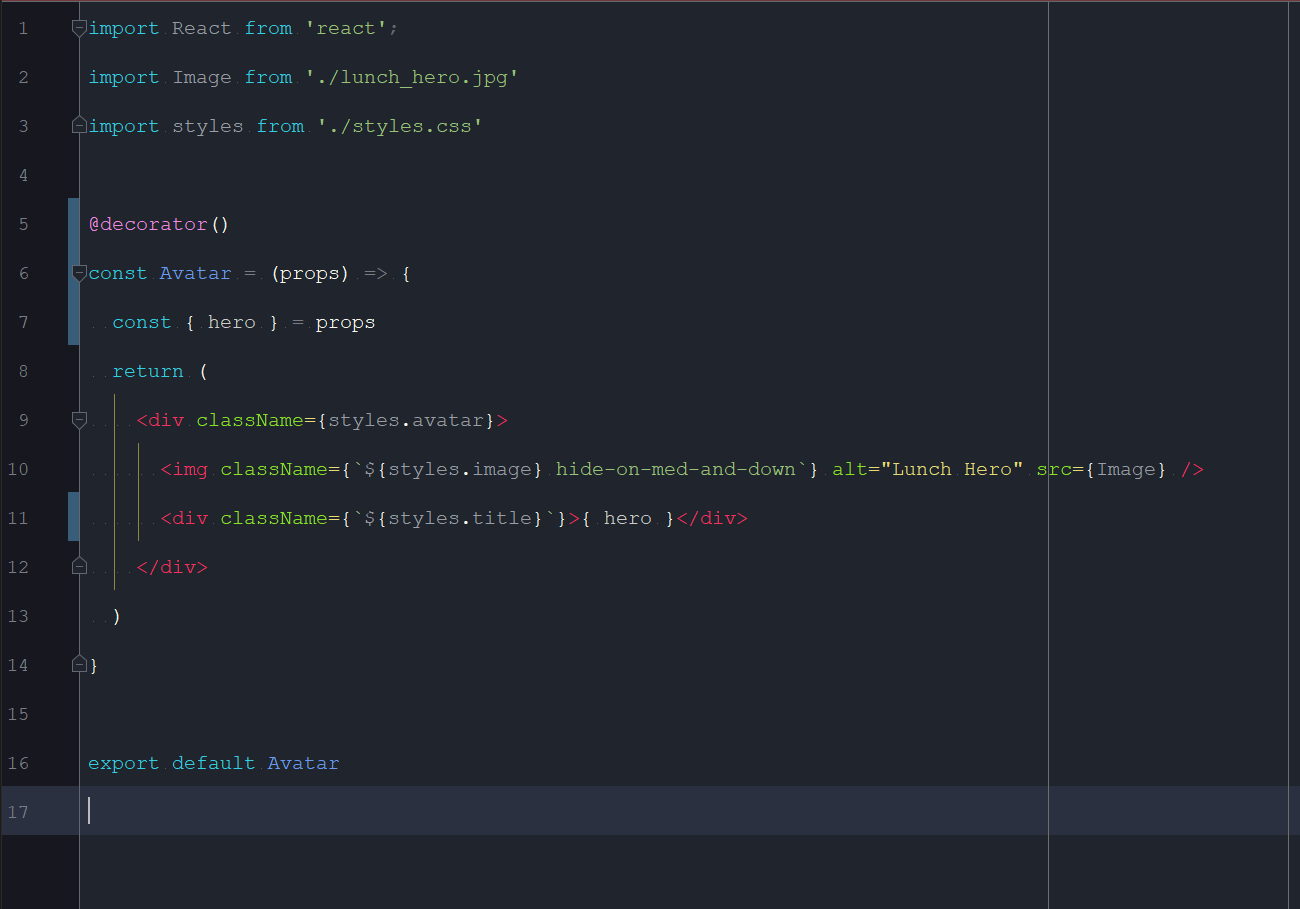 1 import React from 'react';
2 import Image from './lunch_hero.jpg'
3 import styles from './styles.css'
4
5 @decorator()
6 const Avatar = (props) => {
7   const { hero } = props
8   return (
9     <div className={styles.avatar}>
10       <img className={`${styles.image} hide-on-med-and-down`} alt="Lunch Hero" src={Image} />
11       <div className={`${styles.title}`}>{ hero }</div>
12     </div>
13   )
14 }
15
16 export default Avatar
17